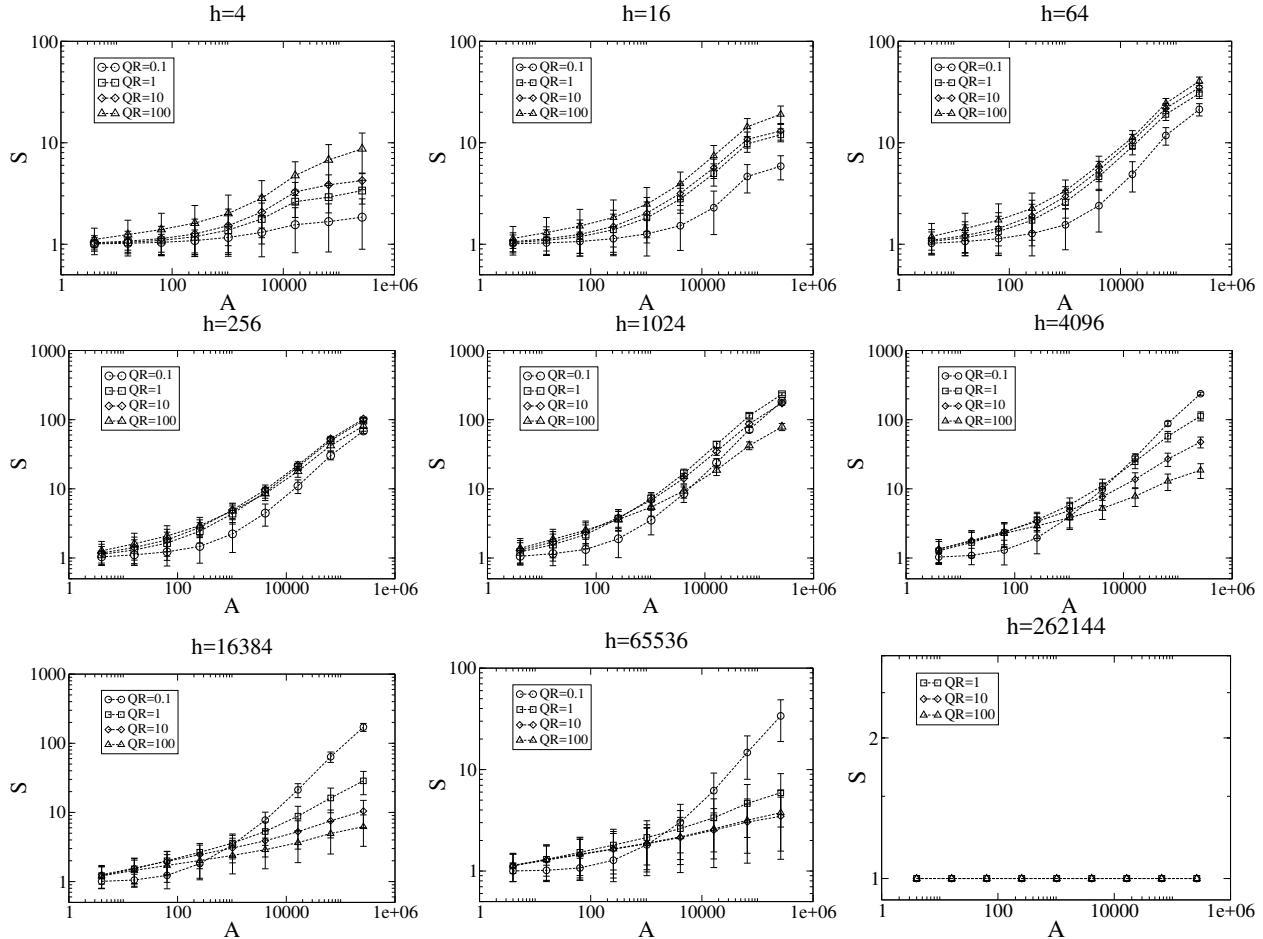 h=4
h=16
h=64
100
10
1
S
QR=0.1
QR=1
QR=10
QR=100
1
100
10000
1e+06
A
100
10
1
S
QR=0.1
QR=1
QR=10
QR=100
1
100
10000
1e+06
A
100
10
1
S
QR=0.1
QR=1
QR=10
QR=100
1
100
10000
1e+06
A
h=256
h=1024
h=4096
1000
100
10
1
S
QR=0.1
QR=1
QR=10
QR=100
1
100
10000
1e+06
A
1000
100
10
1
S
QR=0.1
QR=1
QR=10
QR=100
1
100
10000
1e+06
A
1000
100
10
1
S
QR=0.1
QR=1
QR=10
QR=100
1
100
10000
1e+06
A
h=16384
h=65536
h=262144
1000
100
10
1
S
QR=0.1
QR=1
QR=10
QR=100
1
100
10000
1e+06
A
100
10
1
S
QR=0.1
QR=1
QR=10
QR=100
1
100
10000
1e+06
A
2
1
S
QR=1
QR=10
QR=100
1
100
10000
1e+06
A